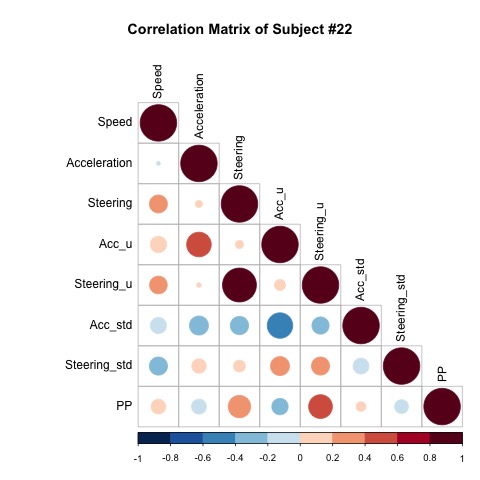 Correlation Matrix of Subject #22
Speed
Acceleration
Steering
Acc_u
Steering_u
Acc_std
Steering_std
PP
Speed
Acceleration
Steering
Acc_u
Steering_u
Acc_std
Steering_std
PP
-1 -0.8 -0.6 -0.4 -0.2 0 0.2 0.4 0.6 0.8 1